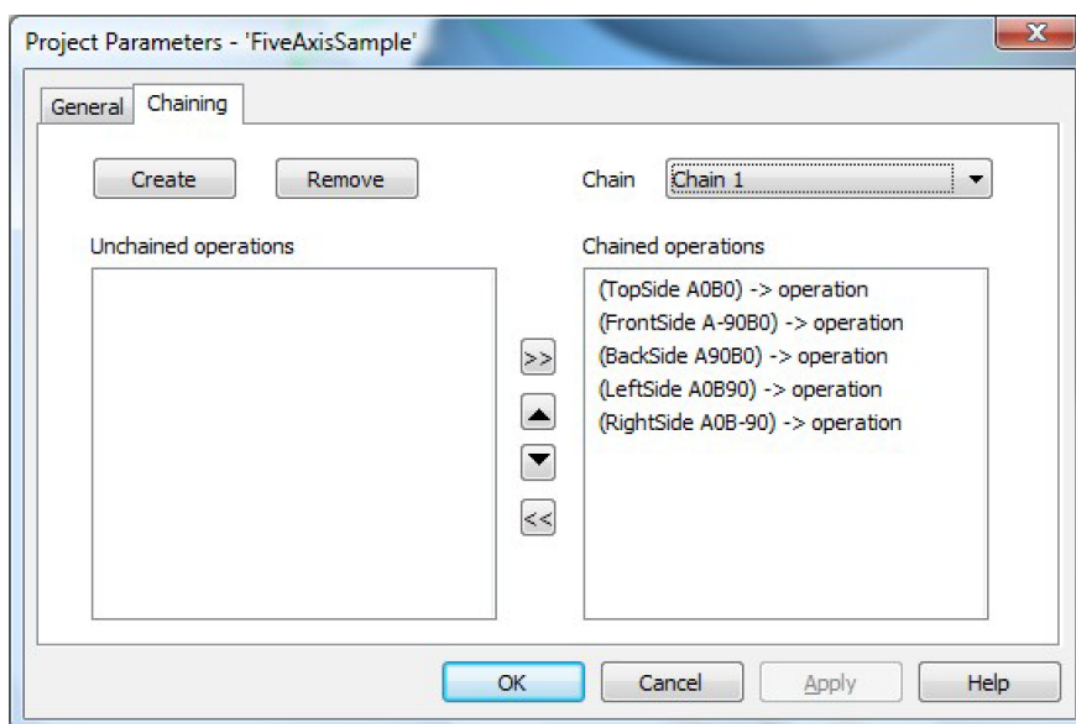 Project Parameters - 'FiveAxisSample'
X
General Chaining
Create Remove Chain Chain 1
Unchained operations Chained operations
(TopSide A0B0) -> operation
(FrontSide A-90B0) -> operation
>> (BackSide A90B0) -> operation
(LeftSide A0B90) -> operation
(RightSide A0B-90) -> operation
<<
OK Cancel Apply Help